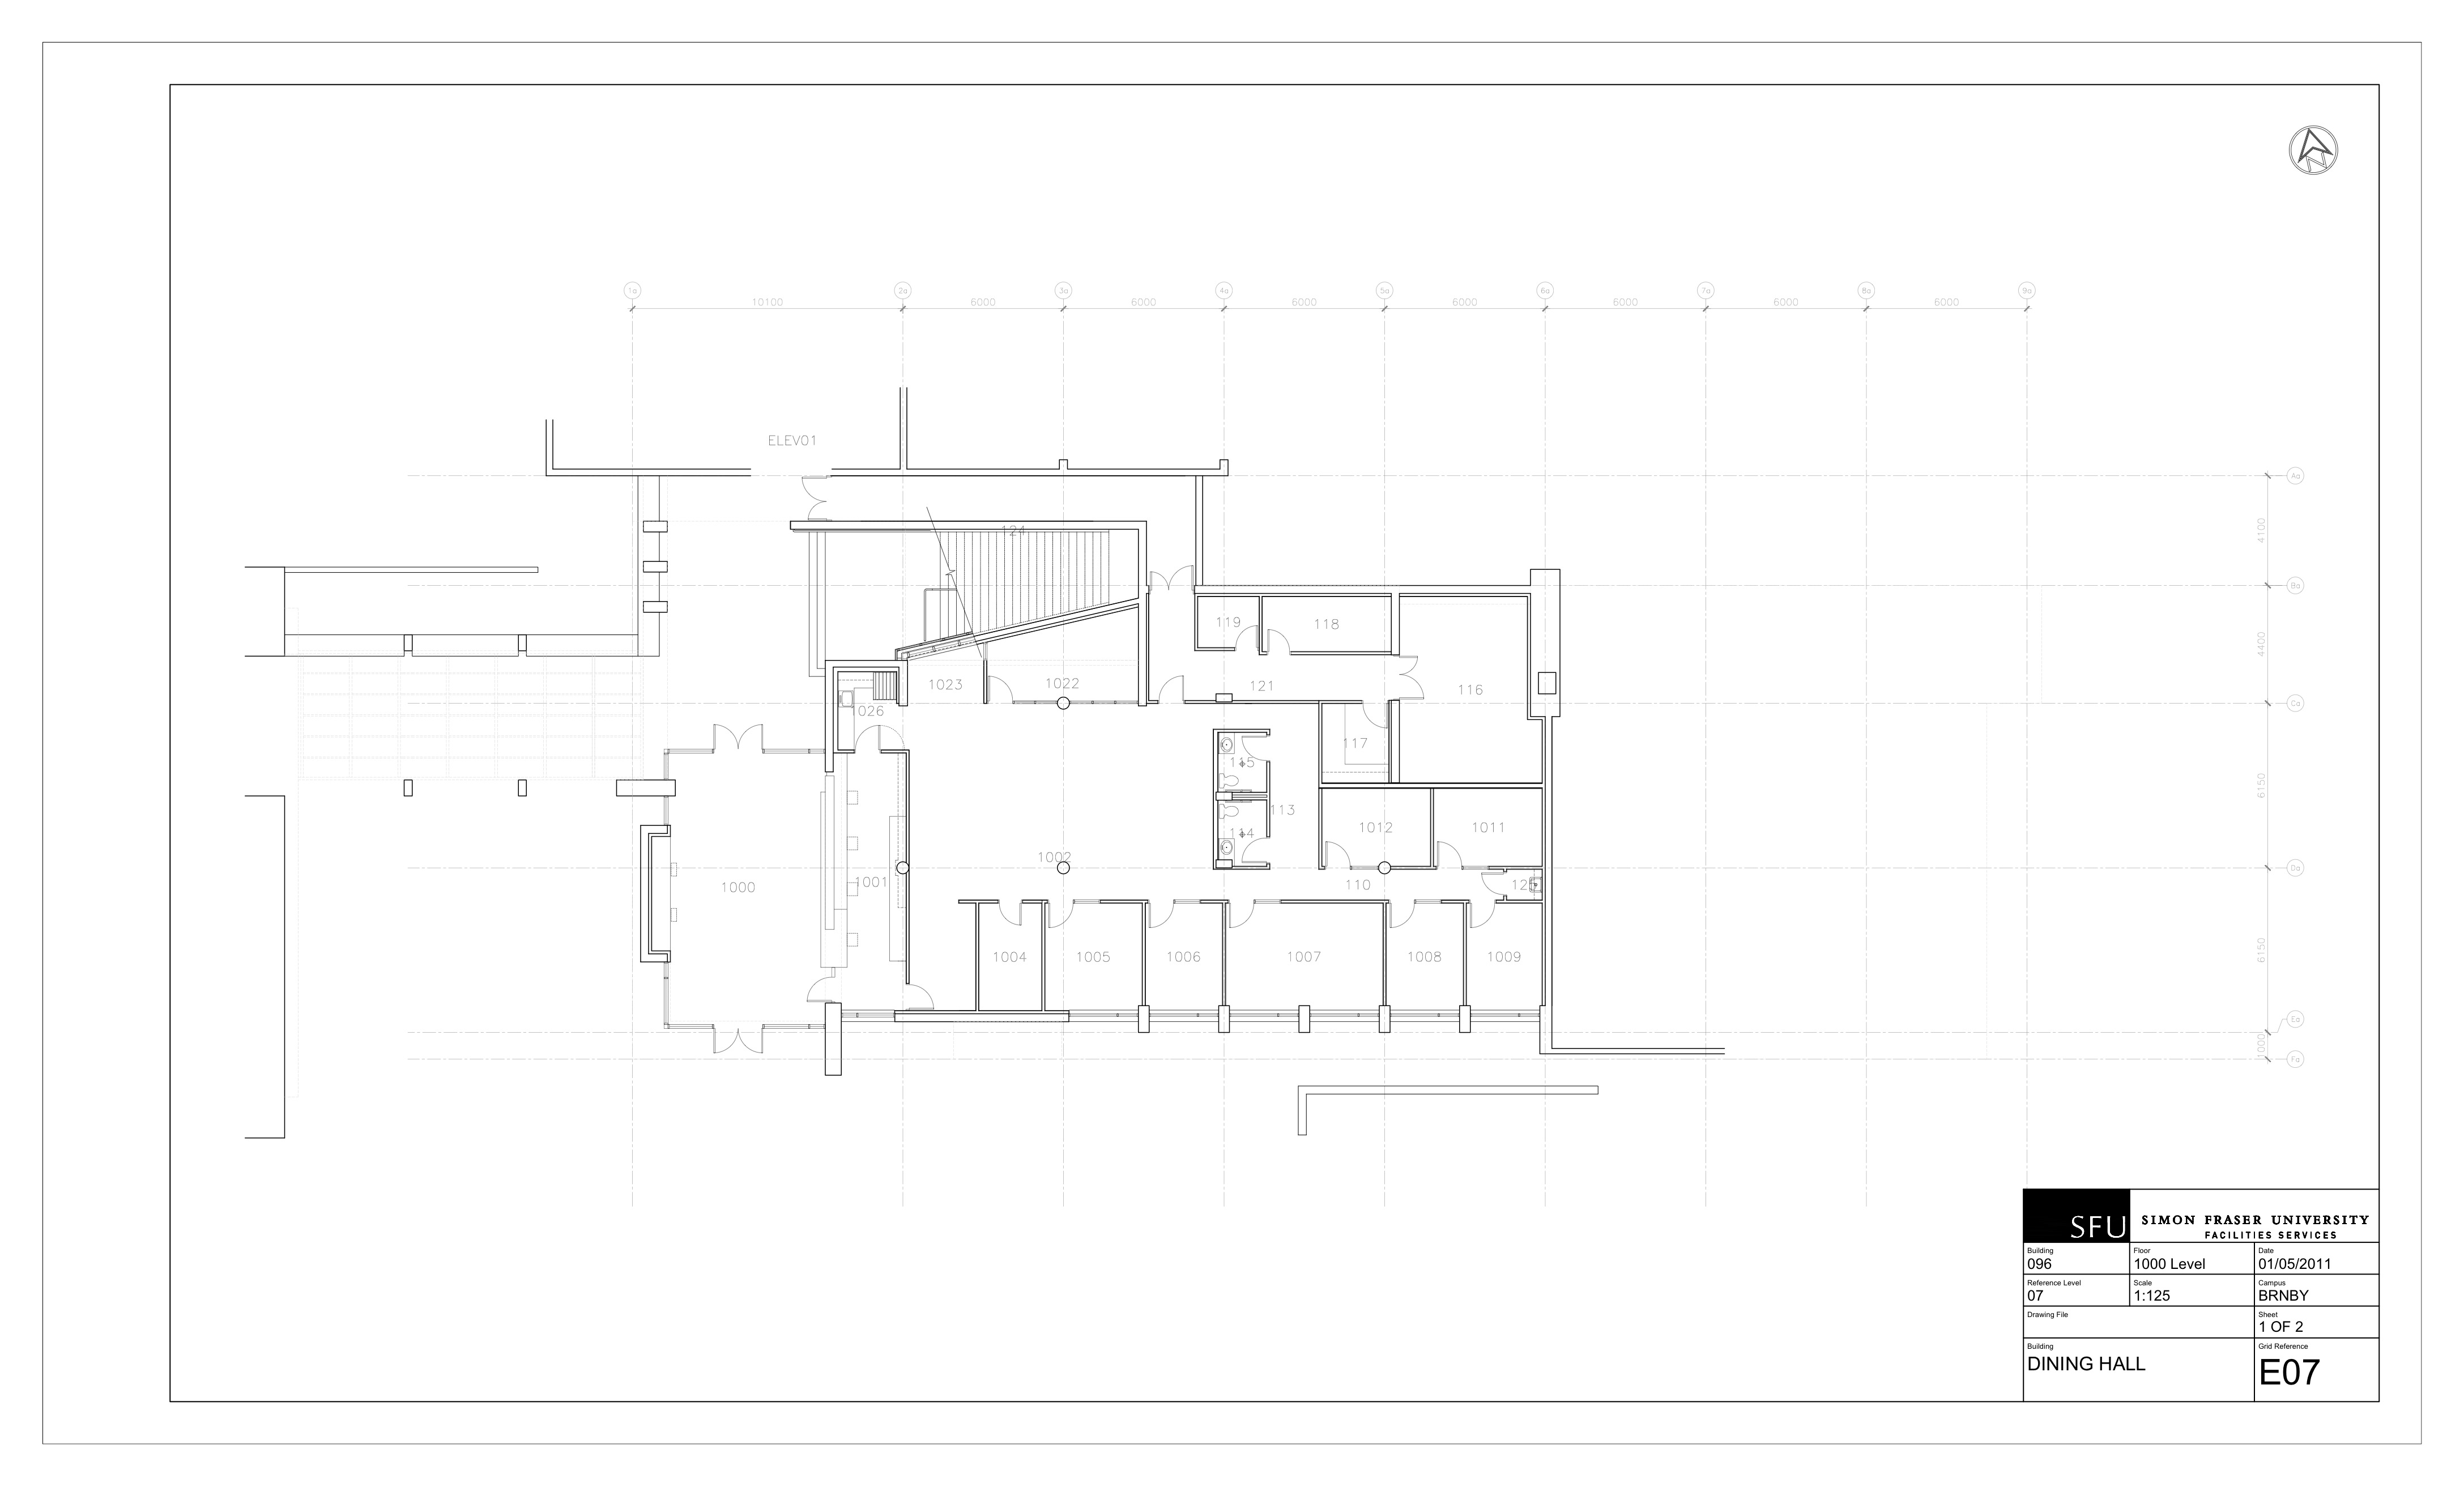 1a 2a 3a 4a 5a 6a 7a 8a 9a
10100 6000 6000 6000 6000 6000 6000 6000
ELEV01
Aa
124
4100
Ba
119 118
4400
1023 1022 121 116
1026
Ca
117
115
6150
113
1012 1011
114
1002
Da
1000 1001 110
1004 1005 1006 1007 1008 1009
6150
Ea
1000
Fa
SFU SIMON FRASER UNIVERSITY
FACILITIES SERVICES
Building Floor Date
096 1000 Level 01/05/2011
Reference Level Scale Campus
07 1:125 BRNBY
Drawing File Sheet
1 OF 2
Building Grid Reference
DINING HALL E07